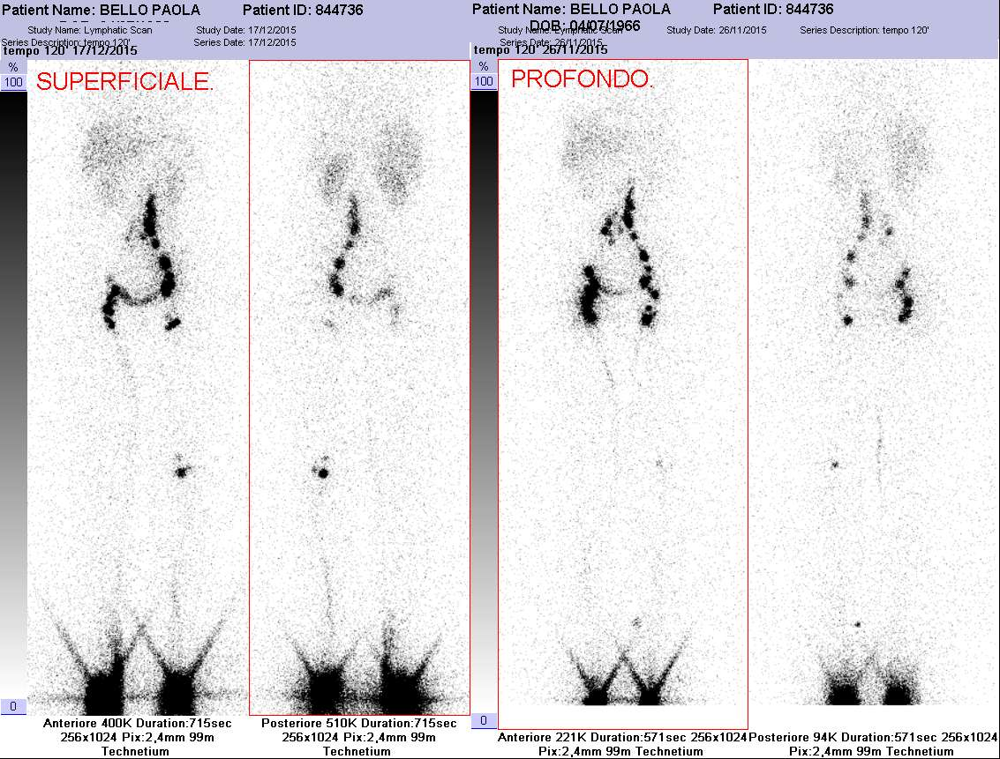 Patient Name: BELLO PAOLA Patient ID: 844736
Study Name: Lymphatic Scan Study Date: 17/12/2015
Series Description: tempo 120' Series Date: 17/12/2015
tempo 120' 17/12/2015
%
100
SUPERFICIALE.
0
Anteriore 400K Duration:715sec
256x1024 Pix:2,4mm 99m
Technetium
Posteriore 510K Duration:715sec
256x1024 Pix:2,4mm 99m
Technetium
Patient Name: BELLO PAOLA Patient ID: 844736
DOB: 04/07/1966
Study Name: Lymphatic Scan Study Date: 26/11/2015 Series Description: tempo 120'
Series Date: 26/11/2015
tempo 120' 26/11/2015
%
100
PROFONDO.
0
Anteriore 221K Duration:571sec 256x1024
Pix:2,4mm 99m Technetium
Posteriore 94K Duration:571sec 256x1024
Pix:2,4mm 99m Technetium